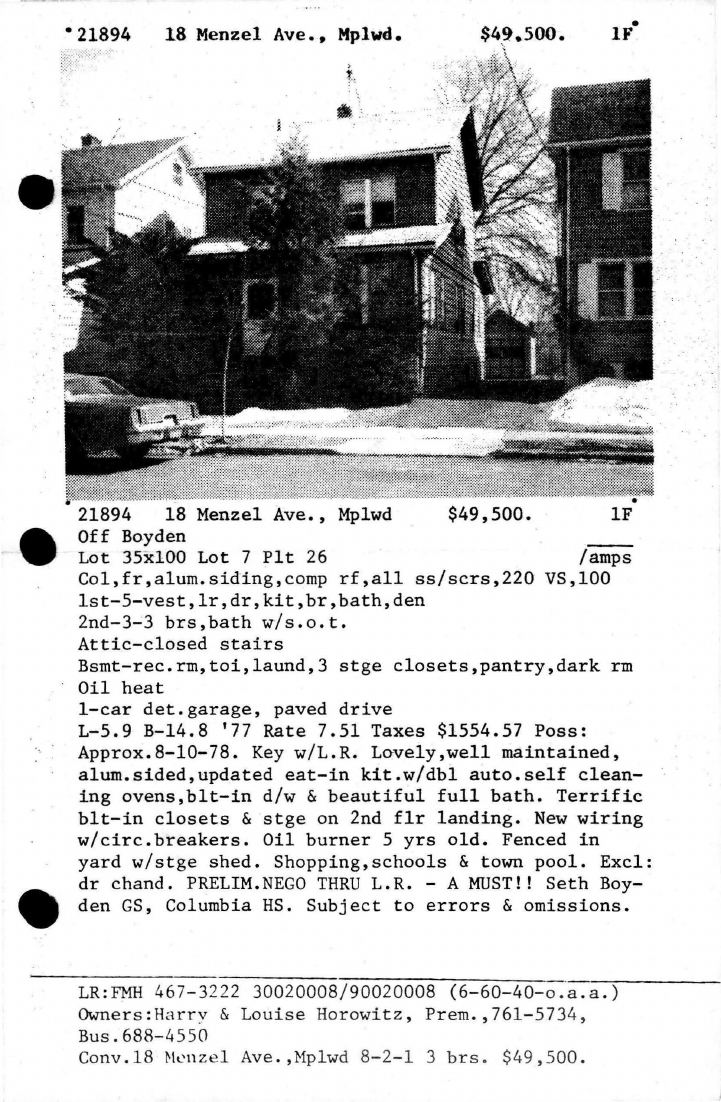 21894 18 Menzel Ave., Mplwd. $49,500. 1F
21894 18 Menzel Ave., Mplwd $49,500. 1F
Off Boyden
Lot 35x100 Lot 7 Plt 26 /amps
Col,fr,alum.siding,comp rf,all ss/scrs,220 VS,100
1st-5-vest,lr,dr,kit,br,bath,den
2nd-3-3 brs,bath w/s.o.t.
Attic-closed stairs
Bsmt-rec.rm,toi,laund,3 stge closets,pantry,dark rm
Oil heat
1-car det.garage, paved drive
L-5.9 B-14.8 '77 Rate 7.51 Taxes $1554.57 Poss:
Approx.8-10-78. Key w/L.R. Lovely,well maintained,
alum.sided,updated eat-in kit.w/dbl auto.self clean-
ing ovens,blt-in d/w & beautiful full bath. Terrific
blt-in closets & stge on 2nd flr landing. New wiring
w/circ.breakers. Oil burner 5 yrs old. Fenced in
yard w/stge shed. Shopping,schools & town pool. Excl:
dr chand. PRELIM.NEGO THRU L.R. - A MUST!! Seth Boy-
den GS, Columbia HS. Subject to errors & omissions.
LR:FMH 467-3222 30020008/90020008 (6-60-40-o.a.a.)
Owners:Harry & Louise Horowitz, Prem.,761-5734,
Bus.688-4550
Conv.18 Menzel Ave.,Mplwd 8-2-1 3 brs. $49,500.